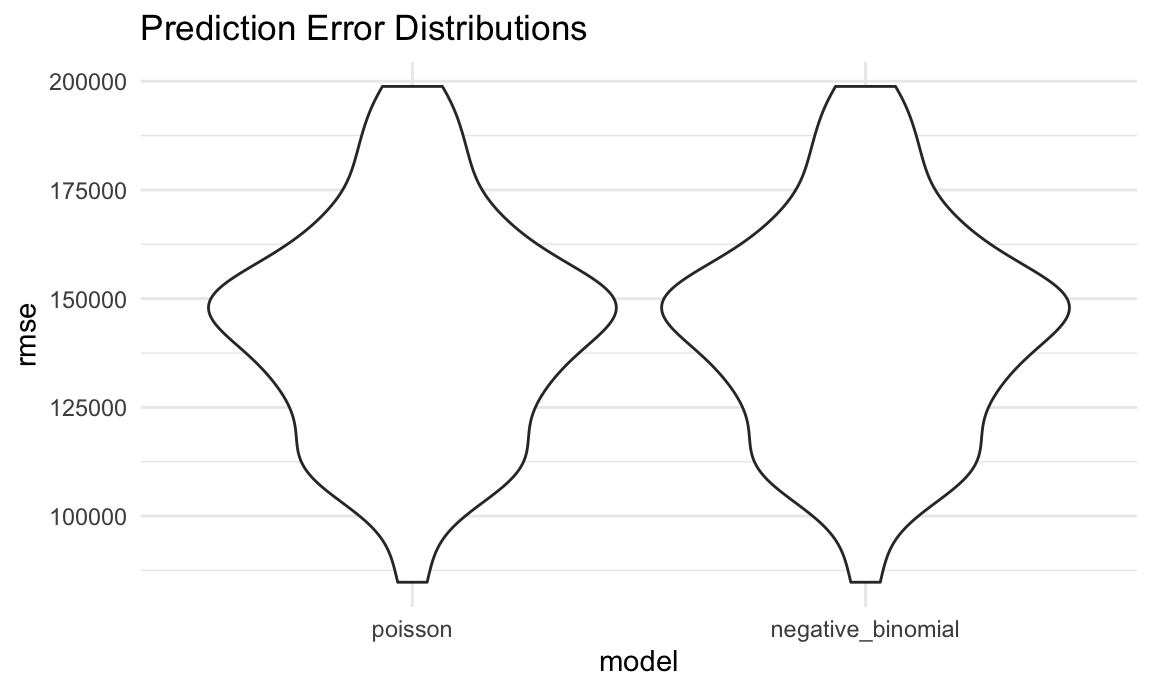 Prediction Error Distributions
200000
175000
150000
125000
100000
rmse
poisson negative_binomial
model